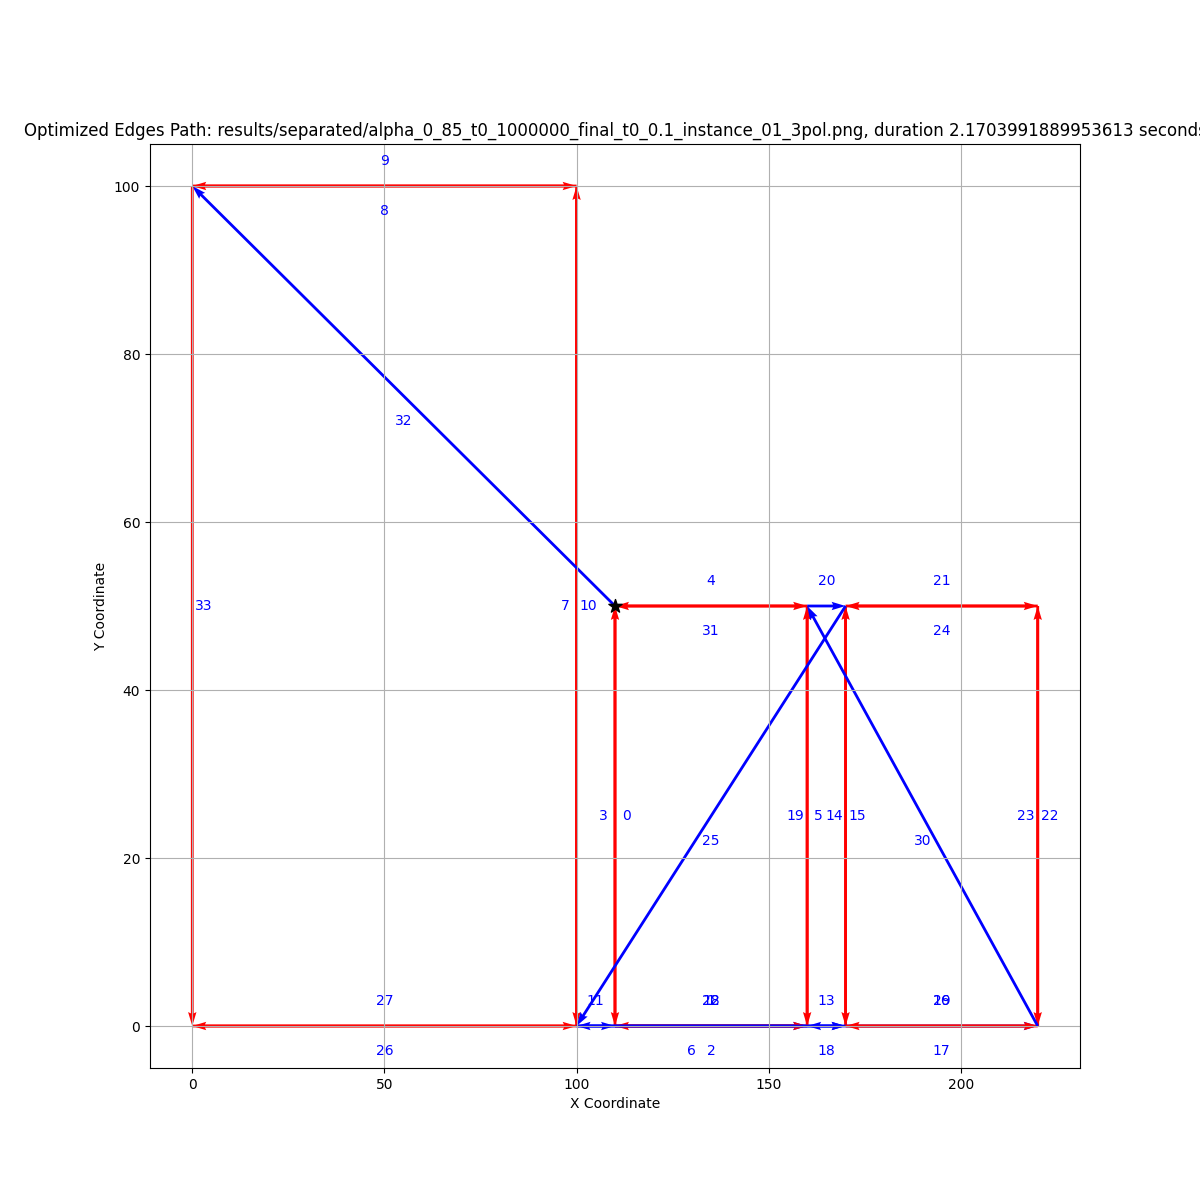 Optimized Edges Path: results/separated/alpha_0_85_t0_1000000_final_t0_0.1_instance_01_3pol.png, duration 2.1703991889953613 seconds
9
100
8
80
32
60
4 20 21
33 7 10
31 24
Y Coordinate
40
3 0 19 5 14 15 23 22
25 30
20
27 11 13
0
26 6 2 18 17
0 50 100 150 200
X Coordinate